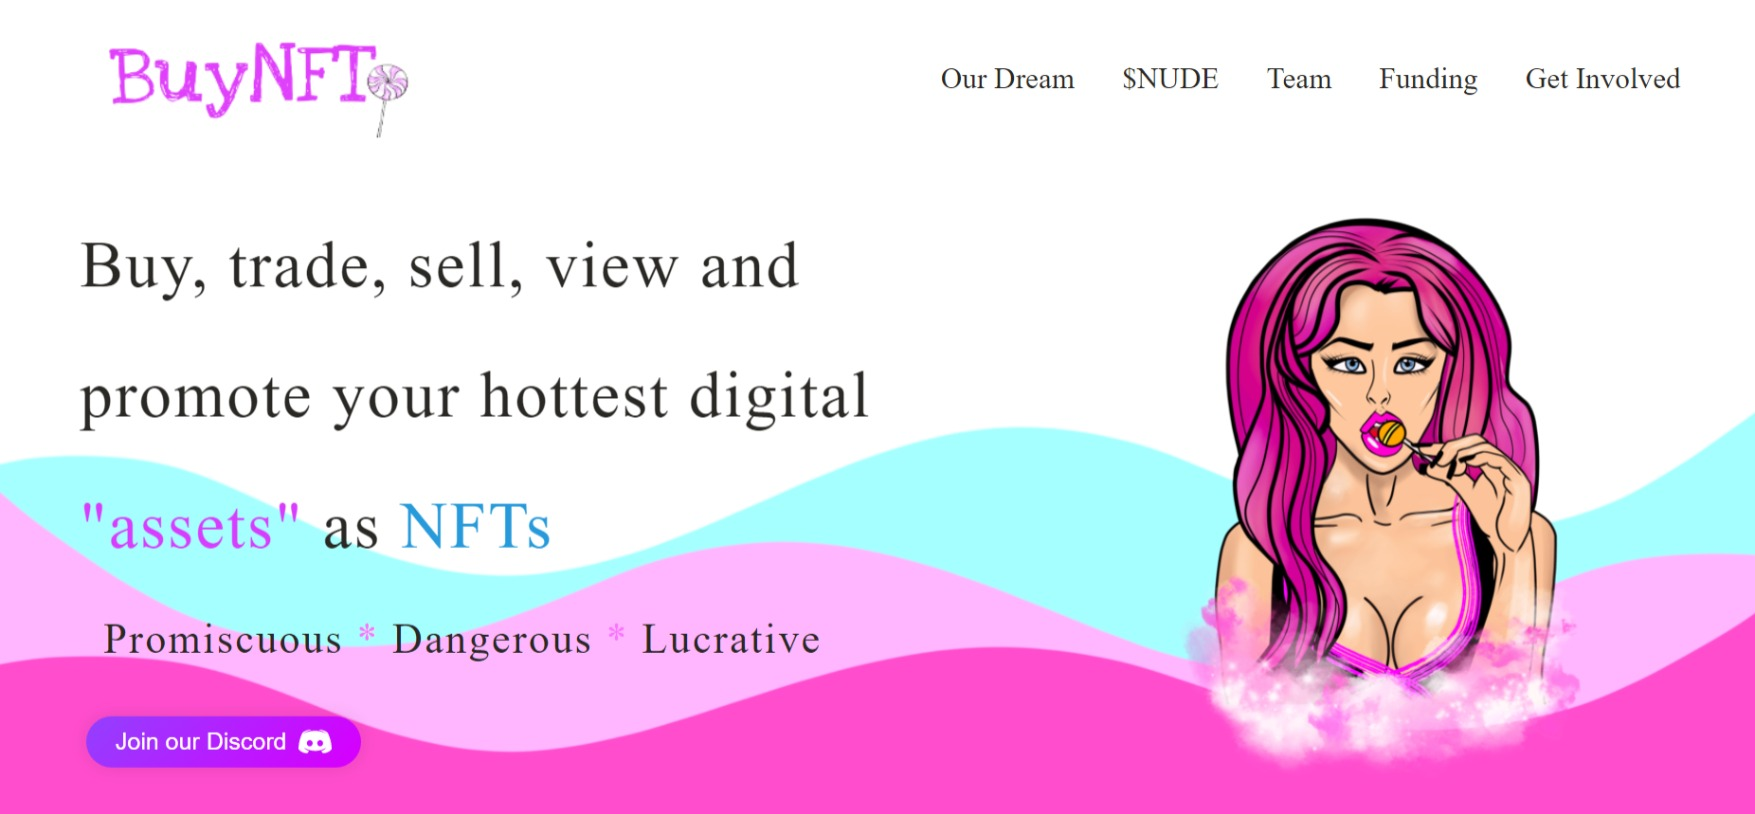 BuyNFT
Our Dream $NUDE Team Funding Get Involved
Buy, trade, sell, view and
promote your hottest digital
"assets" as NFTs
Promiscuous * Dangerous * Lucrative
Join our Discord